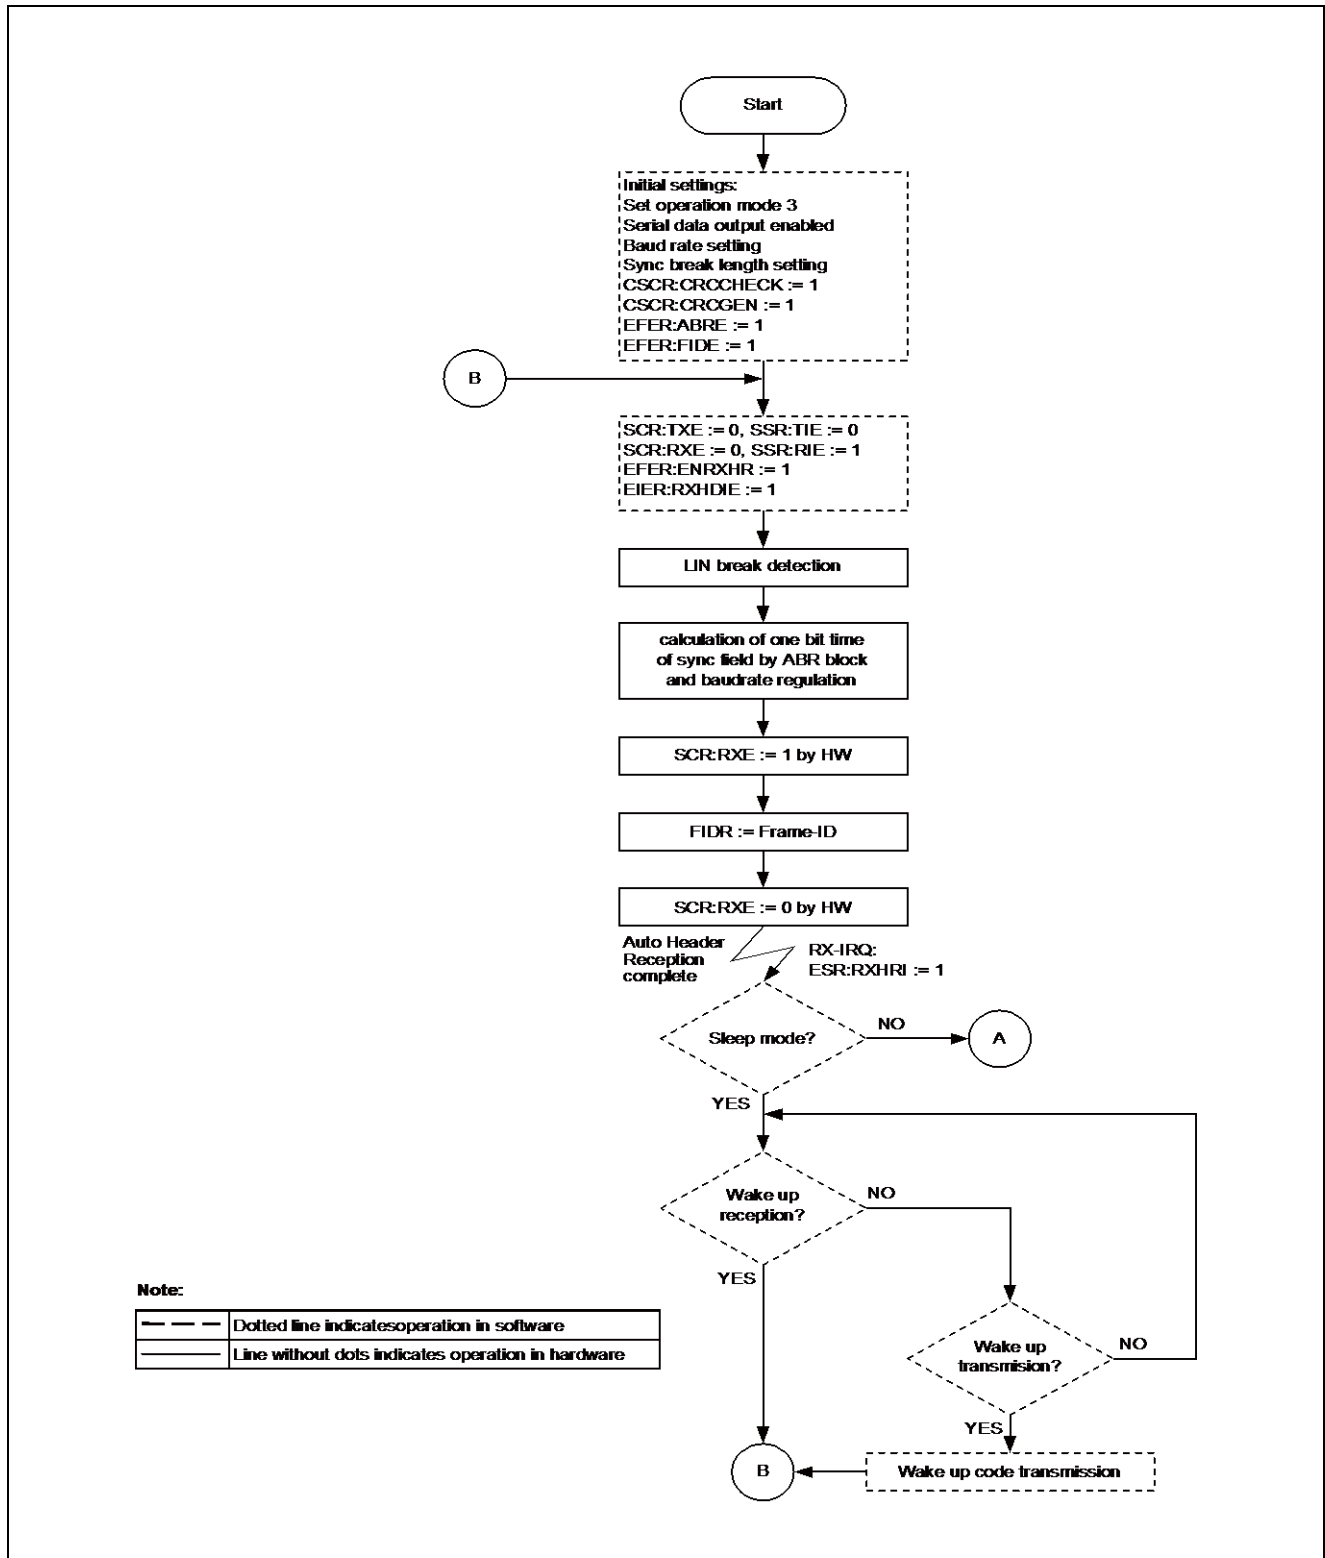 Start
Initial settings:
Set operation mode 3
Serial data output enabled
Baud rate setting
Sync break length setting
CSCR:CRCCHECK := 1
CSCR:CRCGEN := 1
EFER:ABRE := 1
EFER:FIDE := 1
B
SCR:TXE := 0, SSR:TIE := 0
SCR:RXE := 0, SSR:RIE := 1
EFER:ENRXHR := 1
EIER:RXHDIE := 1
LIN break detection
calculation of one bit time
of sync field by ABR block
and baudrate regulation
SCR:RXE := 1 by HW
FIDR := Frame-ID
SCR:RXE := 0 by HW
Auto Header
Reception
complete
RX-IRQ:
ESR:RXHRI := 1
Sleep mode?
NO
A
YES
Wake up
reception?
NO
YES
Note:
Dotted line indicatesoperation in software
Line without dots indicates operation in hardware
Wake up
transmision?
NO
YES
B
Wake up code transmission